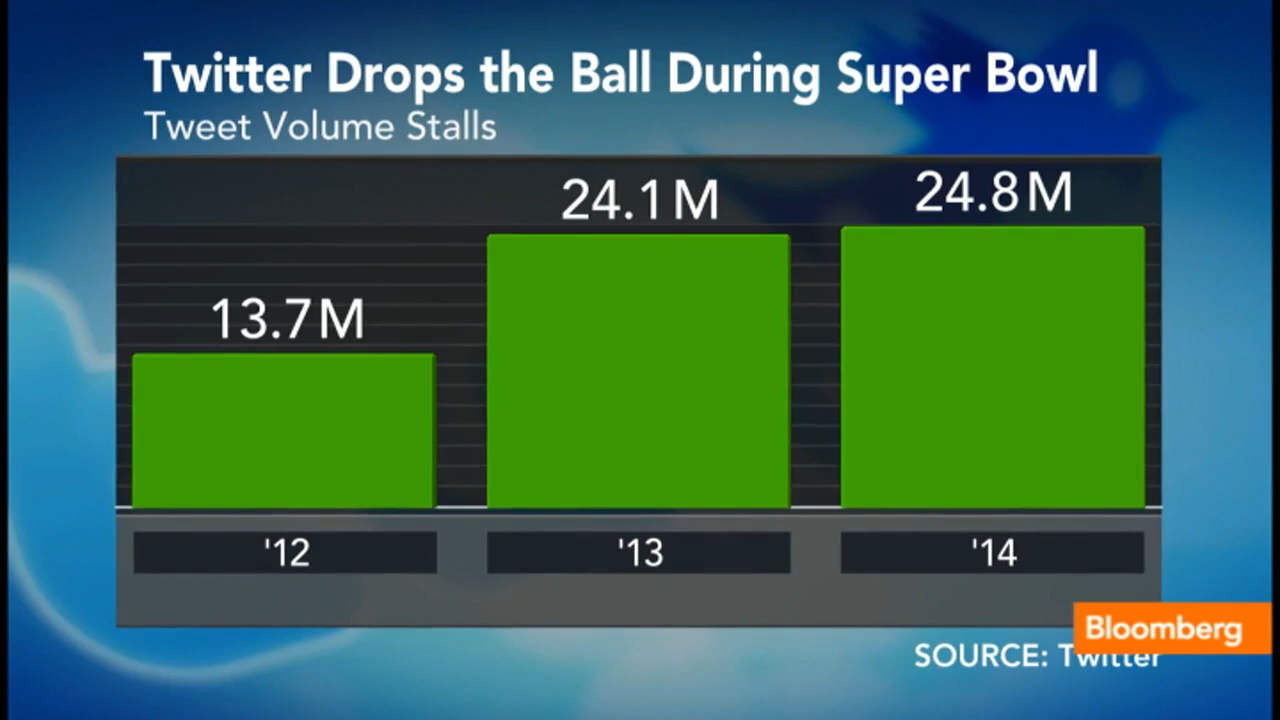 Twitter Drops the Ball During Super Bowl
Tweet Volume Stalls
13.7M
24.1M
24.8M
'12
'13
'14
Bloomberg
SOURCE: Twitter